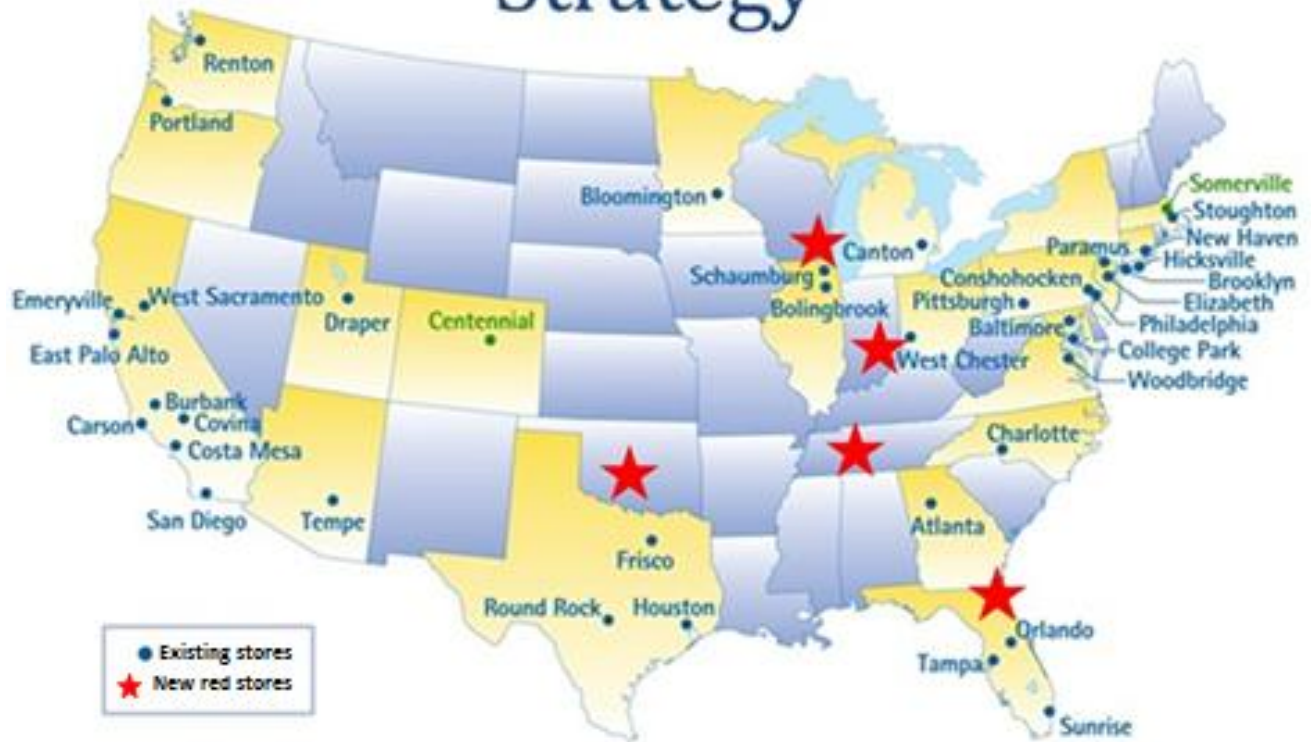 Strategy
Renton
Portland
Bloomington
Somerville
Stoughton
New Haven
Paramus
Hicksville
Canton
Schaumburg
Conshohocken
Brooklyn
Emeryville
West Sacramento
Bolingbrook
Pittsburgh
Elizabeth
Draper
Centennial
Baltimore
Philadelphia
East Palo Alto
West Chester
College Park
Woodbridge
Burbank
Carson
Covina
Costa Mesa
Charlotte
San Diego
Tempe
Atlanta
Frisco
Round Rock
Houston
Orlando
Tampa
Sunrise
Existing stores
New red stores